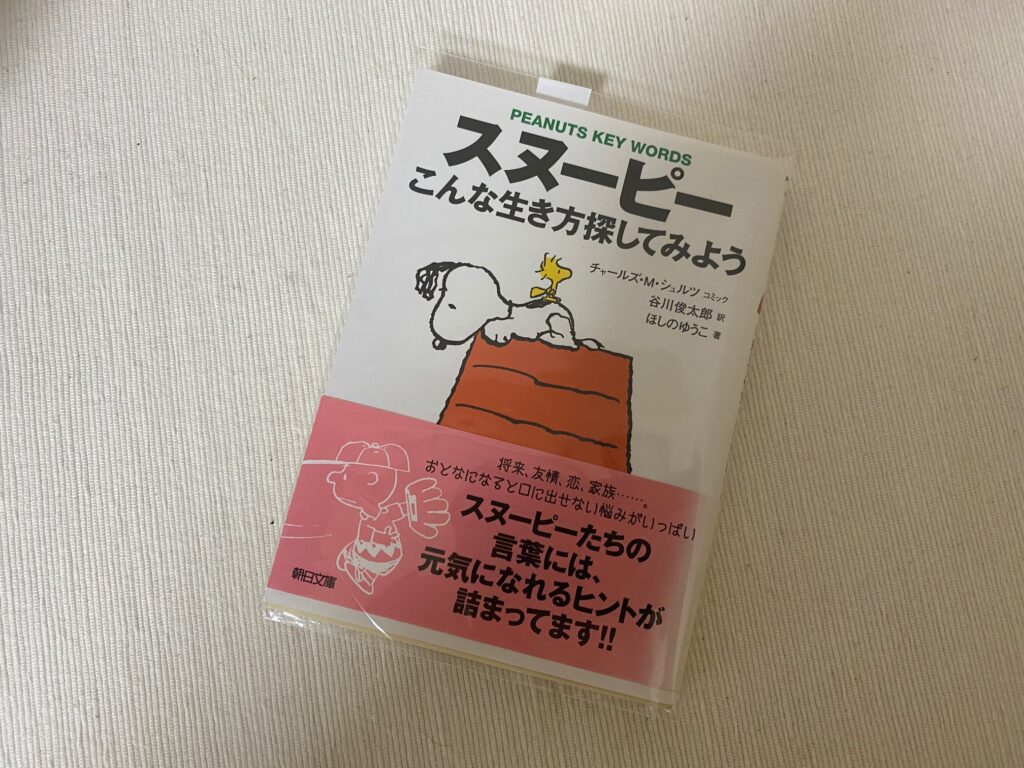 PEANUTS KEY WORDS
スヌーピー
こんな生き方探してみよう
チャールズ・M・シュルツ コミック
谷川俊太郎 訳
ほしのゆうこ 著
将来、友情、恋、家族……。
おとなになると口に出せない悩みがいっぱい
スヌーピーたちの
言葉には、
元気になれるヒントが
詰まってます!!
朝日文庫